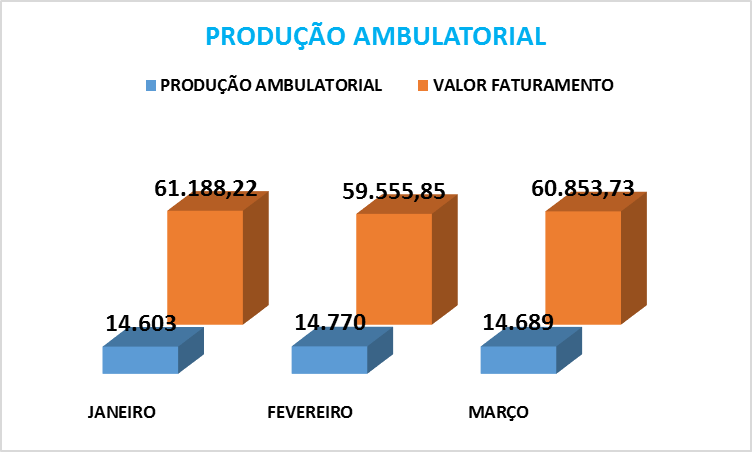 PRODUÇÃO AMBULATORIAL
PRODUÇÃO AMBULATORIAL VALOR FATURAMENTO
61.188,22 59.555,85 60.853,73
14.603 14.770 14.689
JANEIRO FEVEREIRO MARÇO